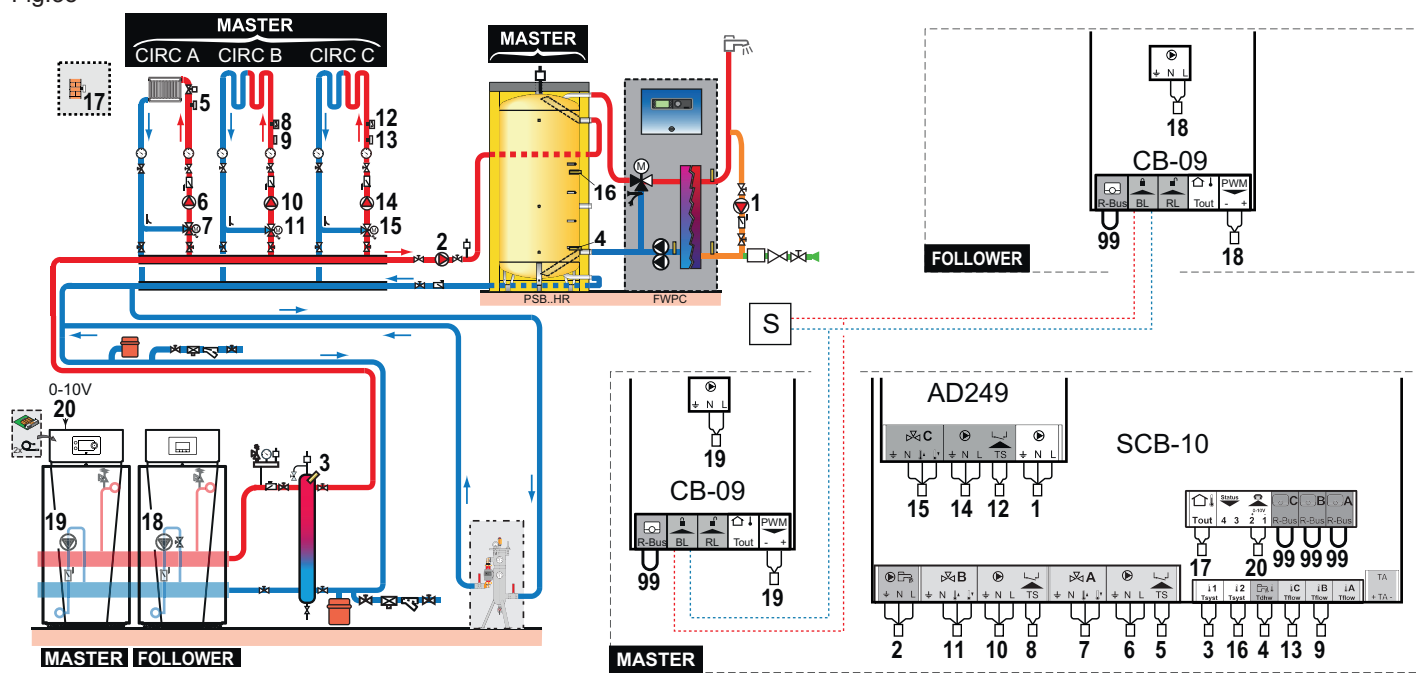 MASTER
CIRC A CIRC B CIRC C
MASTER
17
5
8
9
12
13
6
10
14
7
11
15
2
16
4
M
1
PSB..HR
FWPC
0-10V
20
2x
3
19
18
MASTER
FOLLOWER
S
N L
18
CB-09
R-Bus BL RL Tout PWM
- +
99
18
FOLLOWER
N L
19
CB-09
R-Bus BL RL Tout PWM
- +
99
19
MASTER
AD249
C
N N L TS N L
15 14 12 1
SCB-10
Tout
Status
4 3
0-10V
2 1
C B A
R-Bus R-Bus R-Bus
17 20 99 99 99
B A
N L N N L TS N N L TS
2 11 10 8 7 6 5
1 2 C B A
Tsyst Tsyst Tdhw Tflow Tflow Tflow
3 16 4 13 9
TA
+ TA -